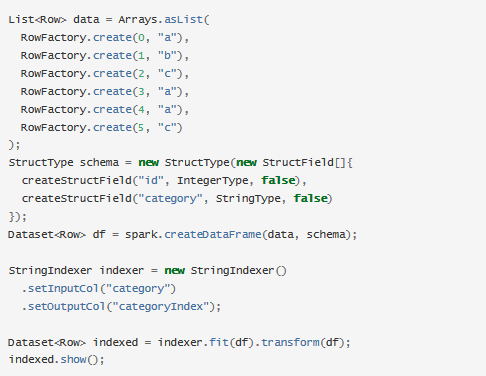 List<Row> data = Arrays.asList(
  RowFactory.create(0, "a"),
  RowFactory.create(1, "b"),
  RowFactory.create(2, "c"),
  RowFactory.create(3, "a"),
  RowFactory.create(4, "a"),
  RowFactory.create(5, "c")
);
StructType schema = new StructType(new StructField[]{
  createStructField("id", IntegerType, false),
  createStructField("category", StringType, false)
});
Dataset<Row> df = spark.createDataFrame(data, schema);

StringIndexer indexer = new StringIndexer()
  .setInputCol("category")
  .setOutputCol("categoryIndex");

Dataset<Row> indexed = indexer.fit(df).transform(df);
indexed.show();